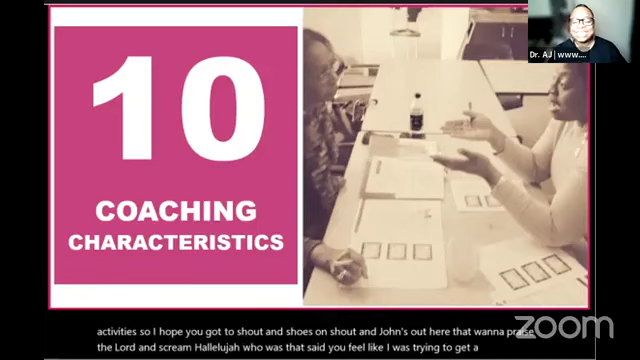 10
COACHING
CHARACTERISTICS
Dr. AJ | www....
activities so I hope you got to shout and shoes on shout and John's out here that wanna praise
the Lord and scream Hallelujah who was that said you feel like I was trying to get a
zoom